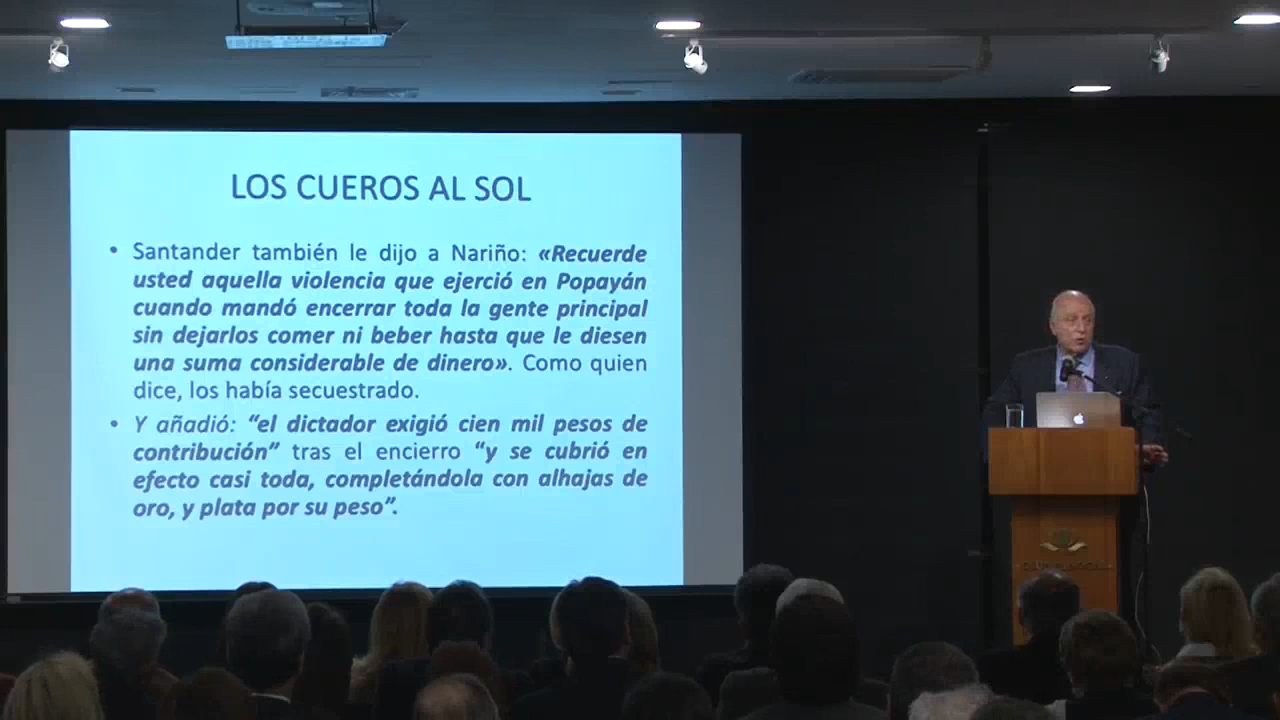 LOS CUEROS AL SOL
• Santander también le dijo a Nariño: «Recuerde
usted aquella violencia que ejerció en Popayán
cuando mandó encerrar toda la gente principal
sin dejarlos comer ni beber hasta que le diesen
una suma considerable de dinero». Como quien
dice, los había secuestrado.
• Y añadió: “el dictador exigió cien mil pesos de
contribución” tras el encierro “y se cubrió en
efecto casi toda, completándola con alhajas de
oro, y plata por su peso”.